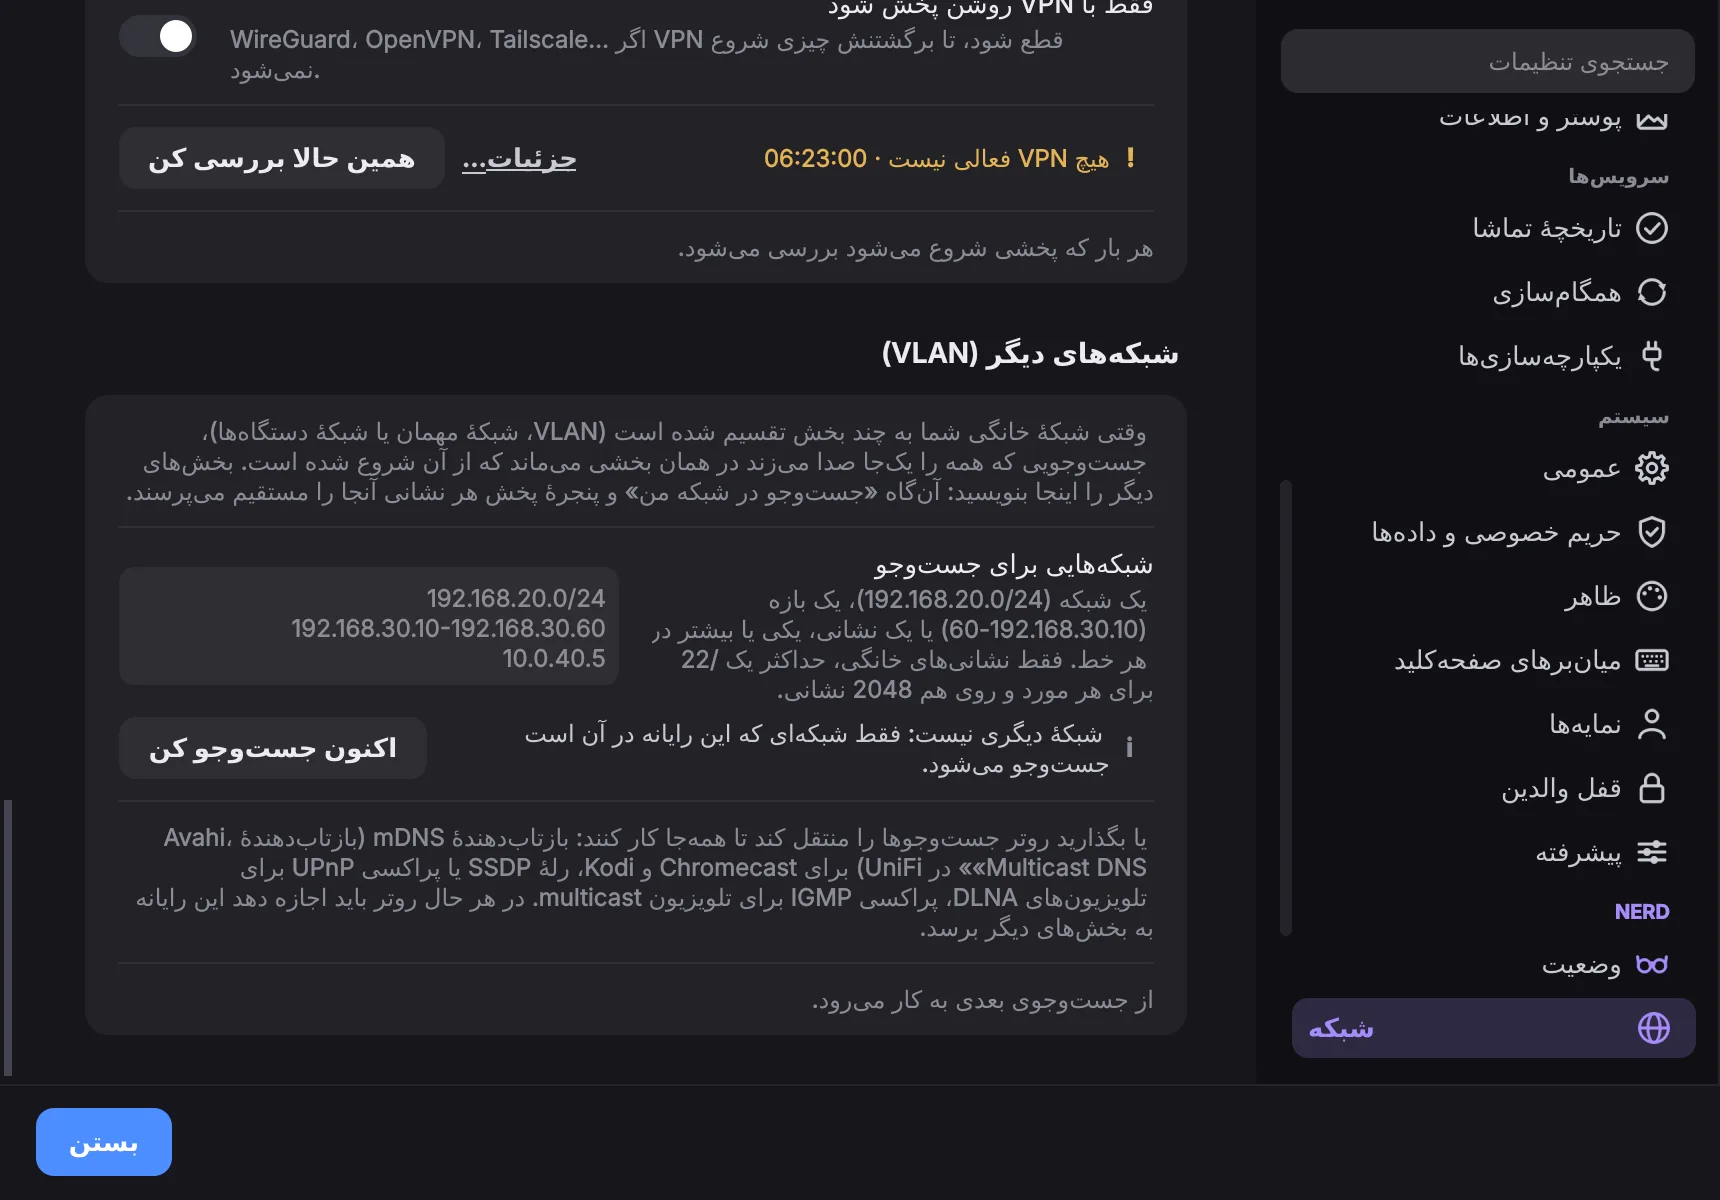 جستجوی تنظیمات
پوستر و اطلاعات
سرویس‌ها
تاریخچهٔ تماشا
همگام‌سازی
یکپارچه‌سازی‌ها
سیستم
عمومی
حریم خصوصی و داده‌ها
ظاهر
میان‌برهای صفحه‌کلید
نمایه‌ها
قفل والدین
پیشرفته
NERD
وضعیت
شبکه
فقط با VPN روشن پخش شود
WireGuard، OpenVPN، Tailscale... اگر VPN قطع شود، تا برگشتنش چیزی شروع
نمی‌شود.
! هیچ VPN فعالی نیست · 06:23:00
جزئیات...
همین حالا بررسی کن
هر بار که پخشی شروع می‌شود بررسی می‌شود.
شبکه‌های دیگر (VLAN)
وقتی شبکهٔ خانگی شما به چند بخش تقسیم شده است (VLAN، شبکهٔ مهمان یا شبکهٔ دستگاه‌ها)،
جست‌وجویی که همه را یک‌جا صدا می‌زند در همان بخشی می‌ماند که از آن شروع شده است. بخش‌های
دیگر را اینجا بنویسید: آن‌گاه «جست‌وجو در شبکه من» و پنجرهٔ پخش هر نشانی آنجا را مستقیم می‌پرسند.
شبکه‌هایی برای جست‌وجو
یک شبکه (192.168.20.0/24)، یک بازه
(192.168.30.10-60) یا یک نشانی، یکی یا بیشتر در
هر خط. فقط نشانی‌های خانگی، حداکثر یک /22
برای هر مورد و روی هم 2048 نشانی.
192.168.20.0/24
192.168.30.10-192.168.30.60
10.0.40.5
شبکهٔ دیگری نیست: فقط شبکه‌ای که این رایانه در آن است
جست‌وجو می‌شود.
اکنون جست‌وجو کن
یا بگذارید روتر جست‌وجوها را منتقل کند تا همه‌جا کار کنند: بازتاب‌دهندهٔ mDNS (بازتاب‌دهندهٔ Avahi،
«Multicast DNS» در UniFi) برای Chromecast و Kodi، رلهٔ SSDP یا پراکسی UPnP برای
تلویزیون‌های DLNA، پراکسی IGMP برای تلویزیون multicast. در هر حال روتر باید اجازه دهد این رایانه
به بخش‌های دیگر برسد.
از جست‌وجوی بعدی به کار می‌رود.
بستن